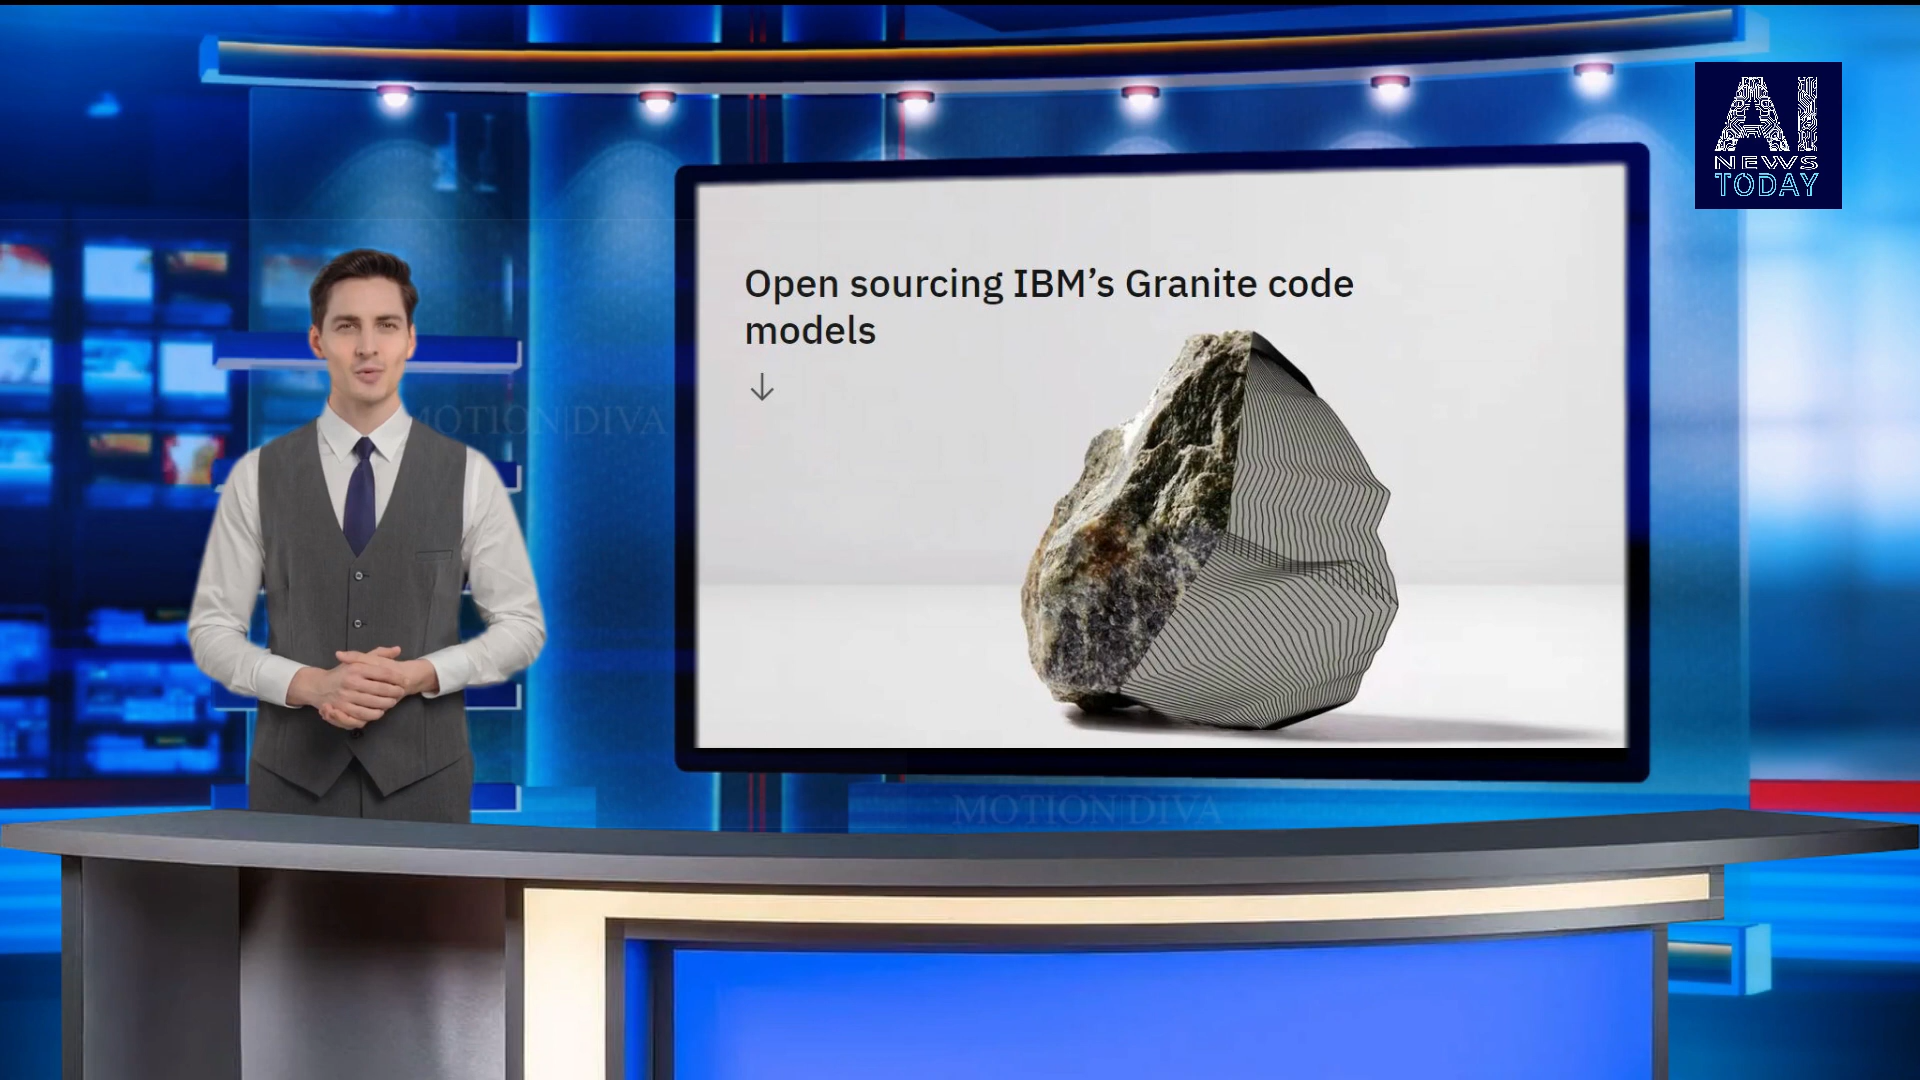 AI
NEWS
TODAY
Open sourcing IBM’s Granite code
models
MOTION|DIVA
MOTION|DIVA